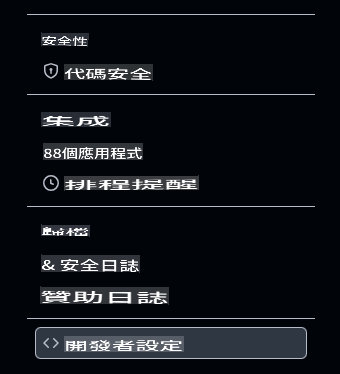 安全性
代碼安全
集成
88個應用程式
排程提醒
歸檔
& 安全日誌
贊助日誌
開發者設定